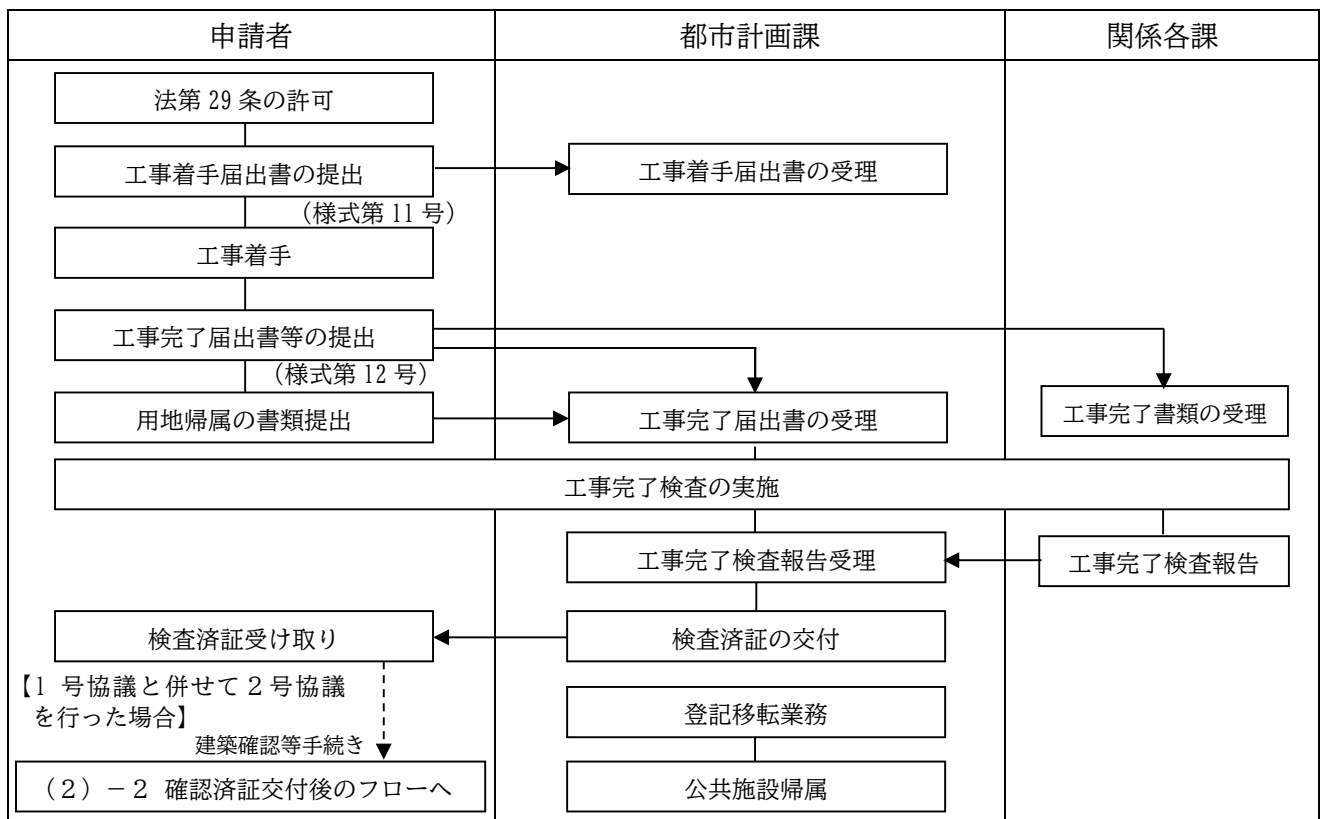 申請者
都市計画課
関係各課
法第 29 条の許可
工事着手届出書の提出
工事着手届出書の受理
（様式第 11 号）
工事着手
工事完了届出書等の提出
（様式第 12 号）
用地帰属の書類提出
工事完了届出書の受理
工事完了書類の受理
工事完了検査の実施
工事完了検査報告受理
工事完了検査報告
検査済証受け取り
検査済証の交付
【1 号協議と併せて２号協議
を行った場合】
登記移転業務
建築確認等手続き
（２）－２ 確認済証交付後のフローへ
公共施設帰属